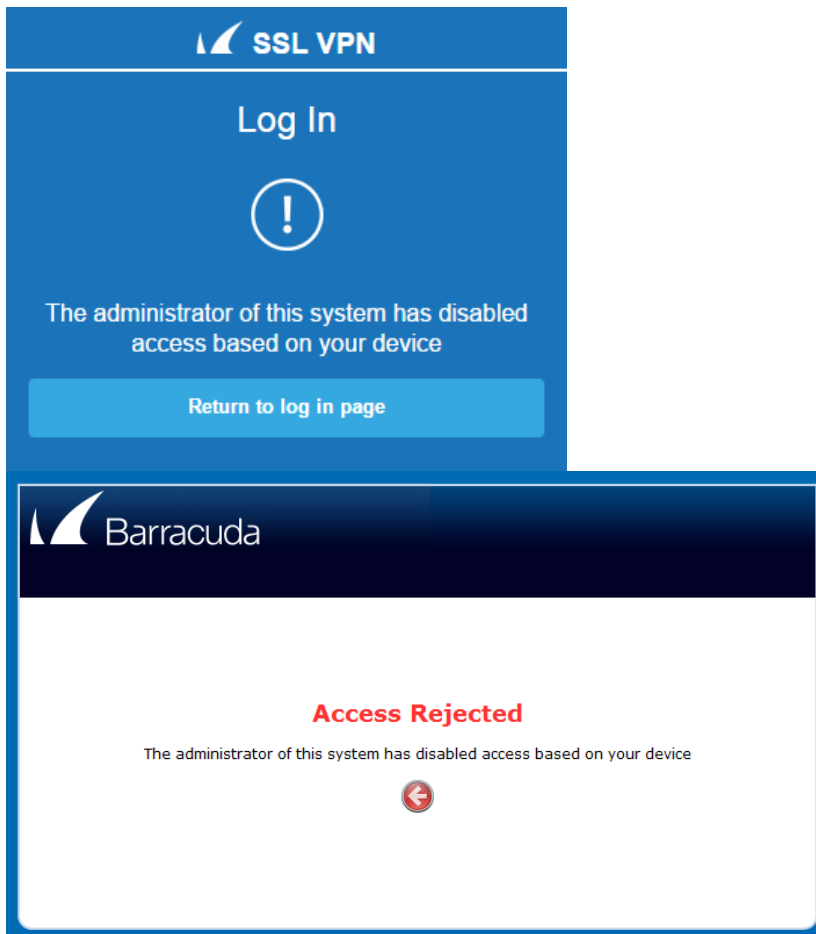 SSL VPN
Log In
!
The administrator of this system has disabled
access based on your device
Return to log in page
Barracuda
Access Rejected
The administrator of this system has disabled access based on your device